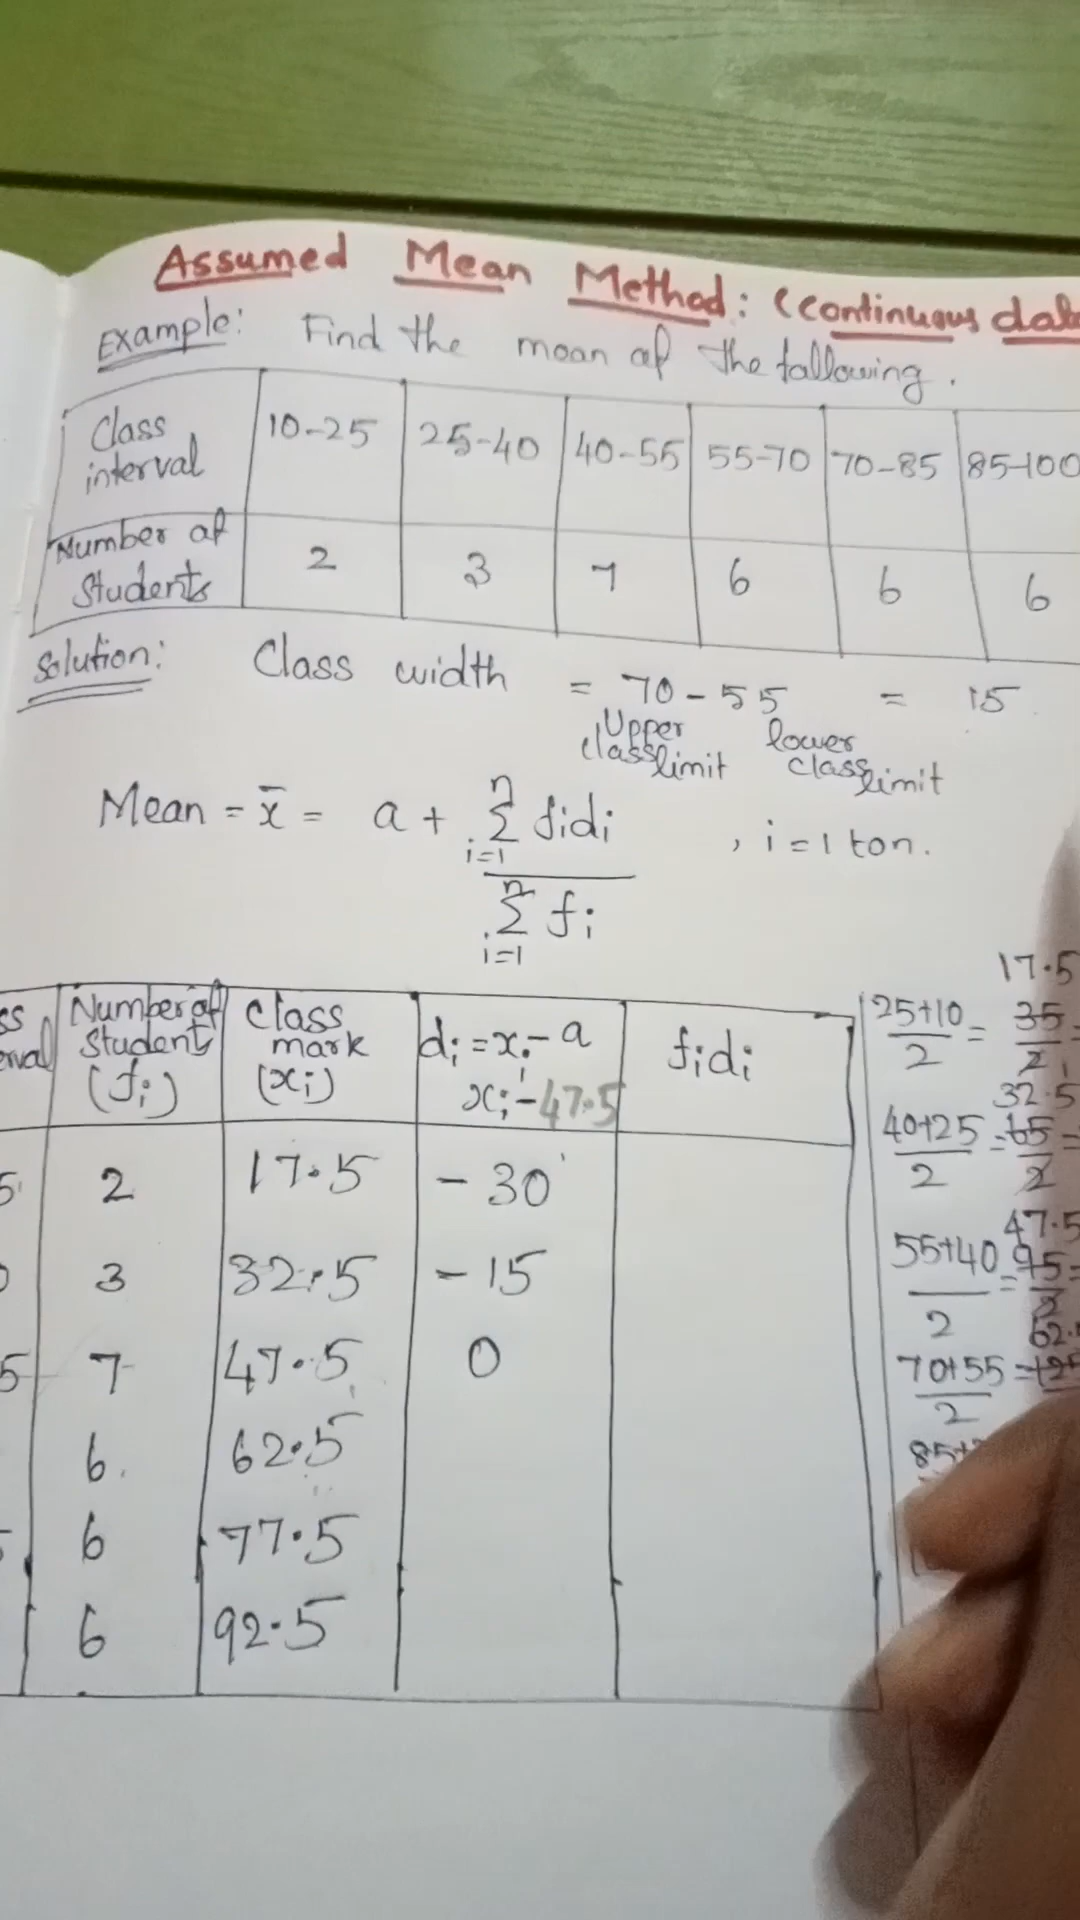 Assumed Mean Method: (continuous
Example: Find the moan of the following.
Class interval 10-25 25-40 40-55 55-70 70-85 85-100
Number of Students 2 3 7 6 6 6
Solution: Class width = 70 - 55 = 15
Upper class limit lower class limit
Mean = x̄ = a + Σ fidi , i = 1 to n.
i=1 n
n
Σ fi
i=1
Number of Student (fi) Class mark (xi) di = xi - a fidi
xi - 47.5
2 17.5 -30
3 32.5 -15
7 47.5 0
6 62.5
6 77.5
6 92.5
17.5
25+10/2 = 35/2
32.5
40+25/2 = 65/2
47.5
55+40/2 = 95/2
70+55/2